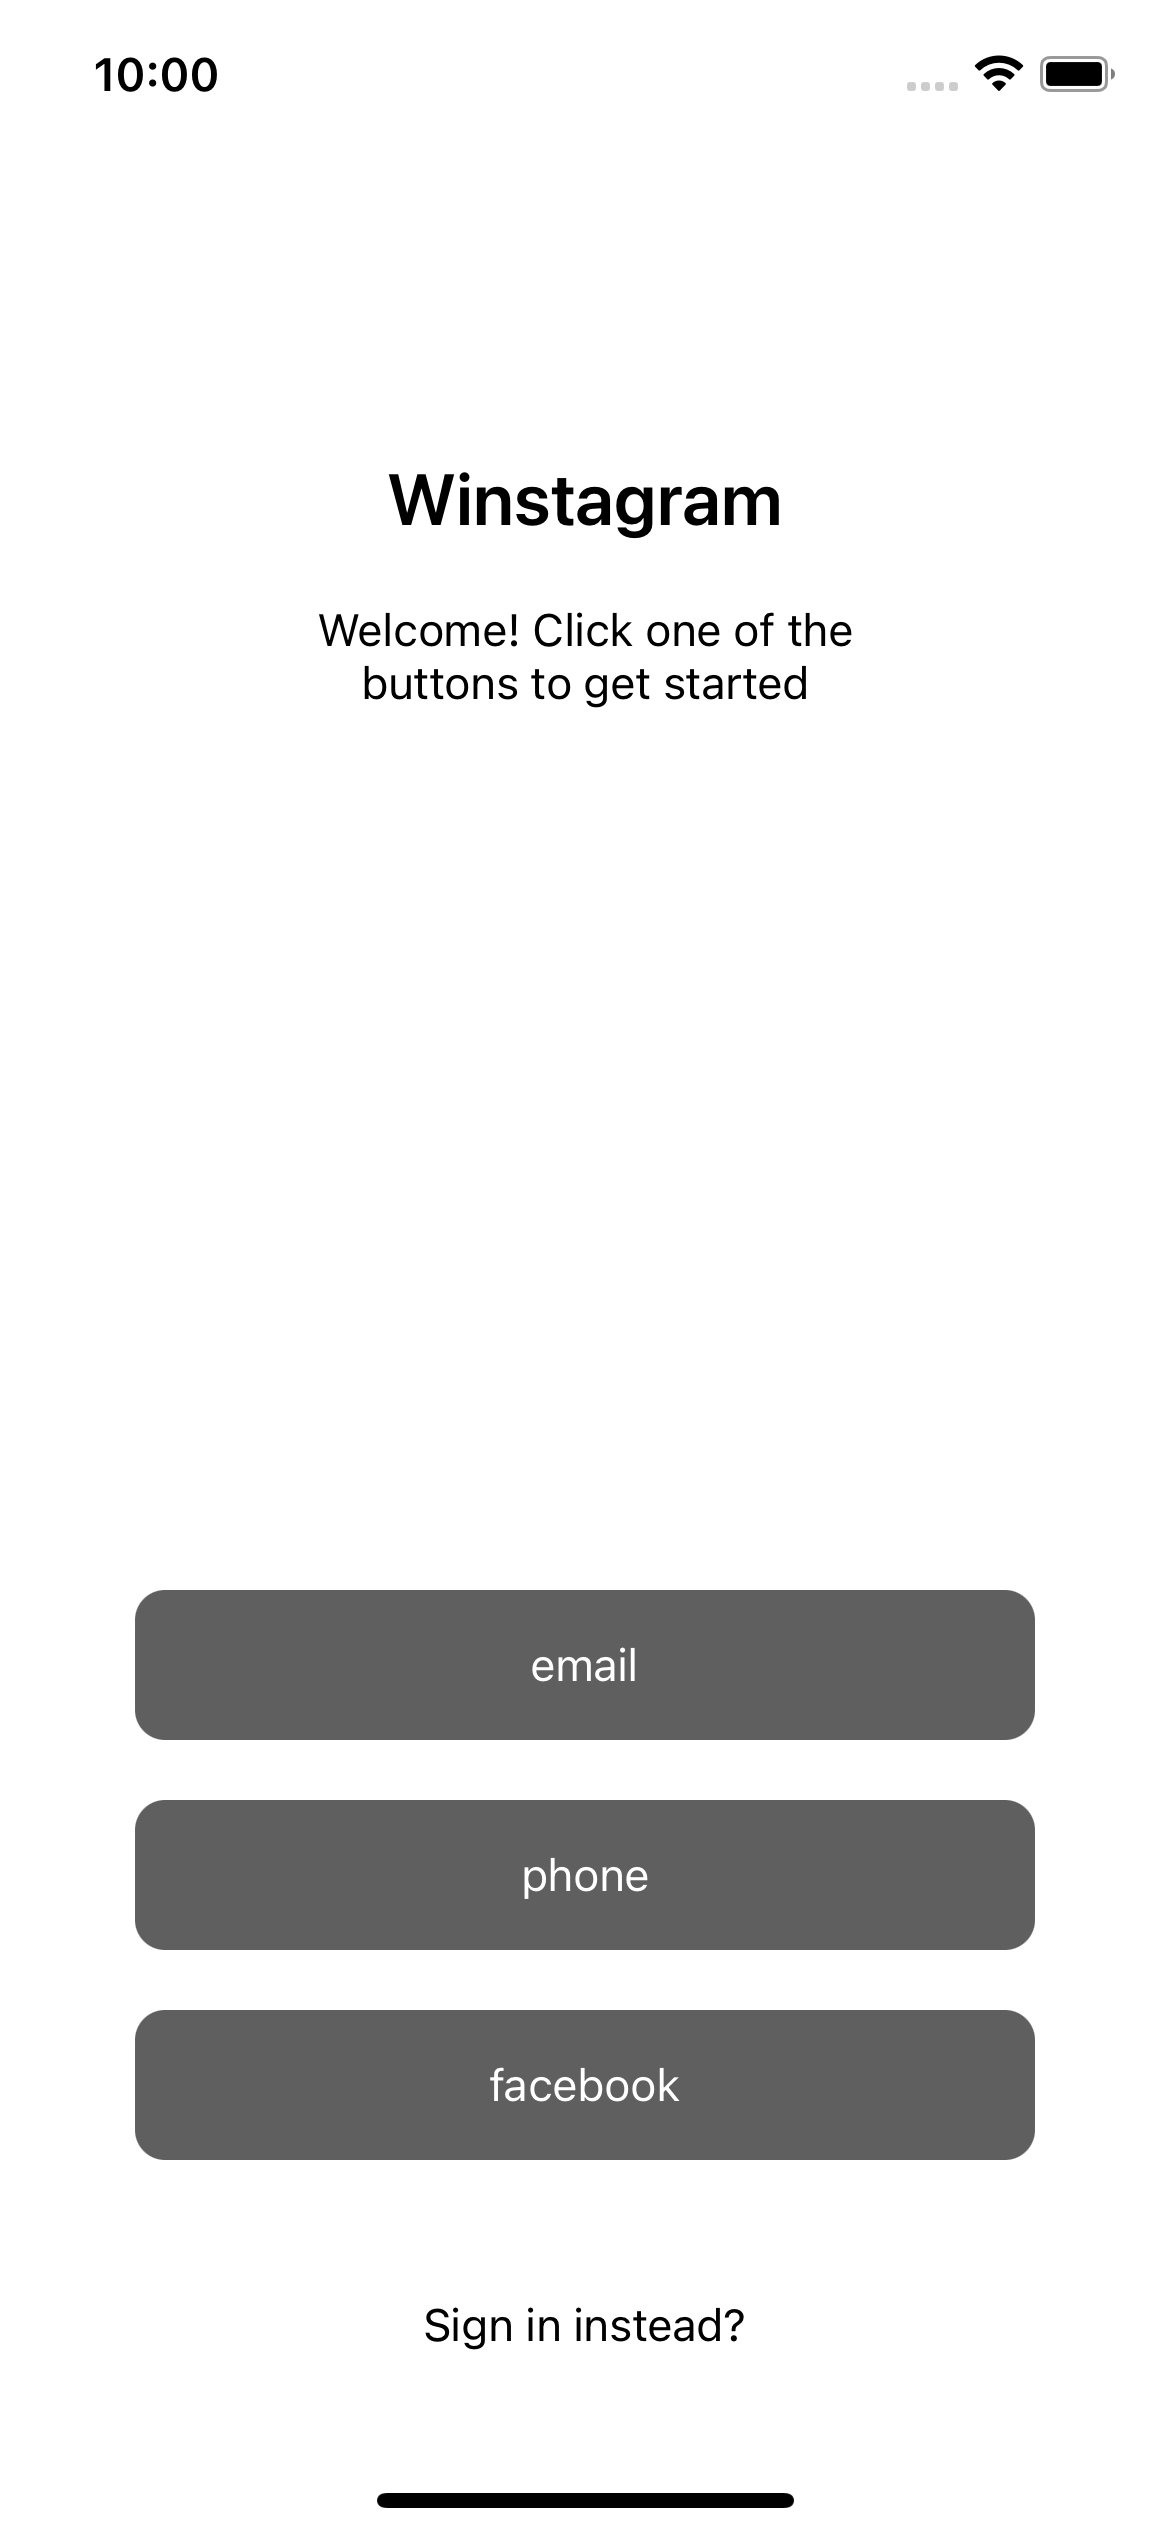 10:00
Winstagram
Welcome! Click one of the
buttons to get started
email
phone
facebook
Sign in instead?